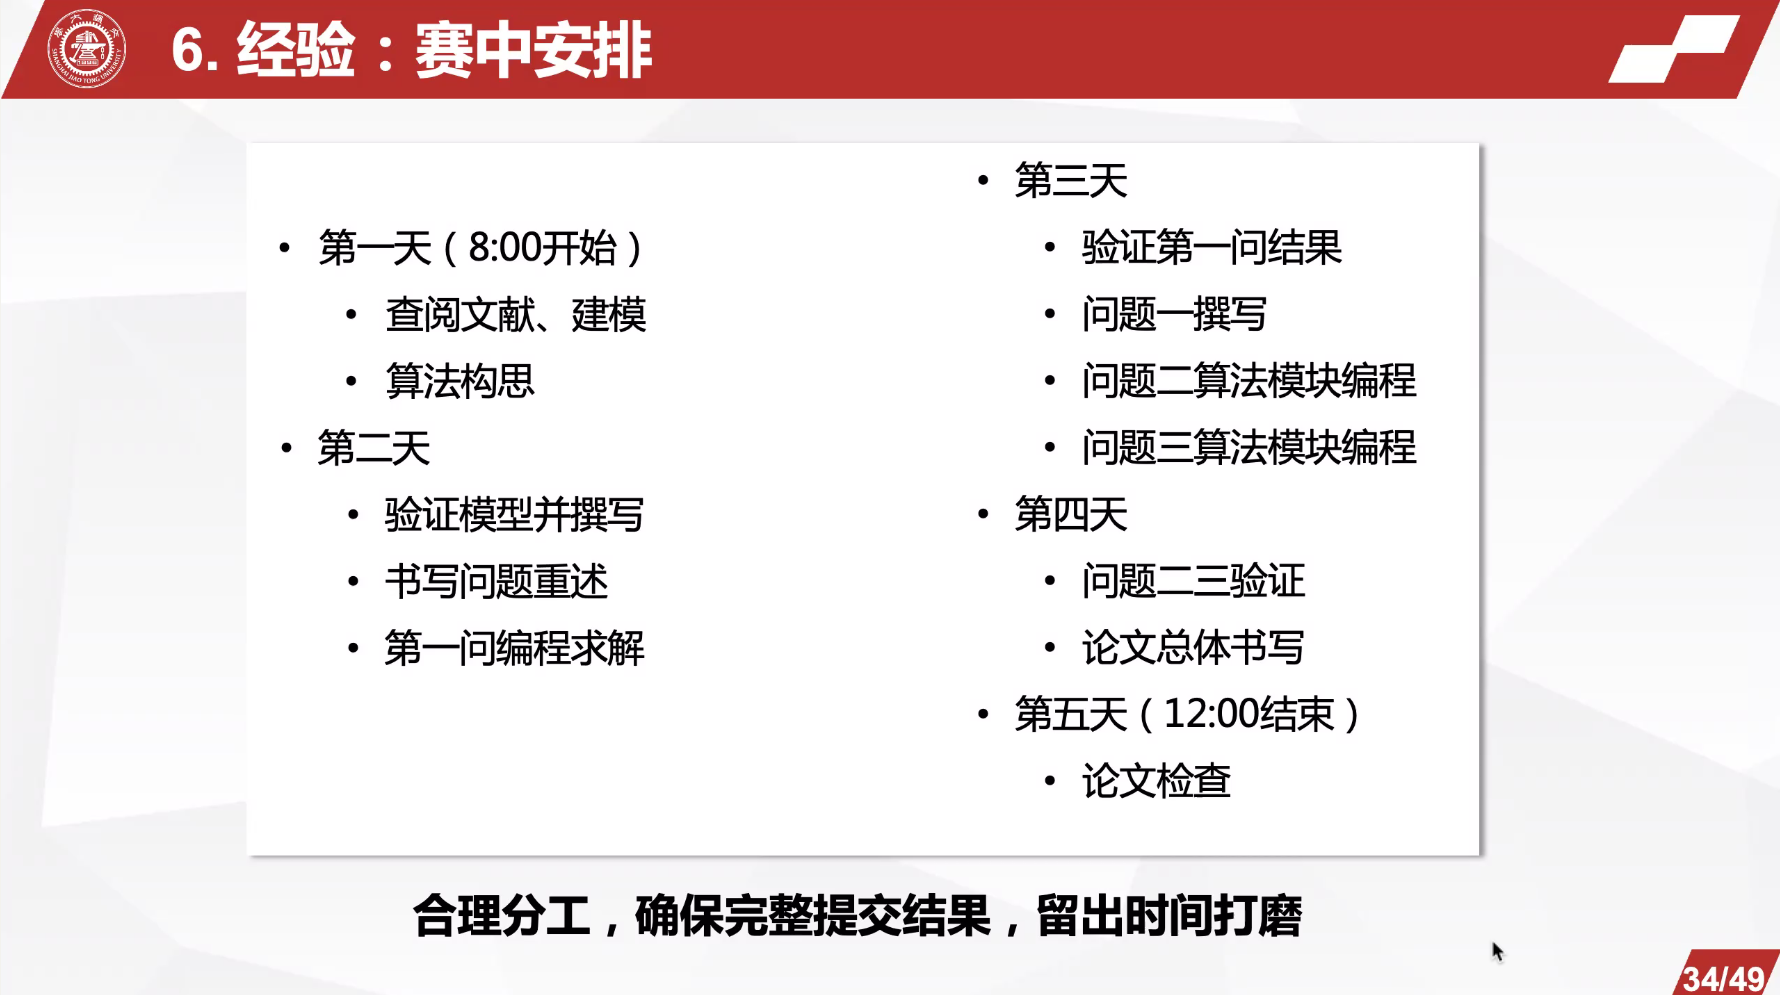 6. 经验：赛中安排
SHANGHAI JIAO TONG UNIVERSITY
• 第一天（8:00开始）
• 查阅文献、建模
• 算法构思
• 第二天
• 验证模型并撰写
• 书写问题重述
• 第一问编程求解
• 第三天
• 验证第一问结果
• 问题一撰写
• 问题二算法模块编程
• 问题三算法模块编程
• 第四天
• 问题二三验证
• 论文总体书写
• 第五天（12:00结束）
• 论文检查
合理分工，确保完整提交结果，留出时间打磨
34/49